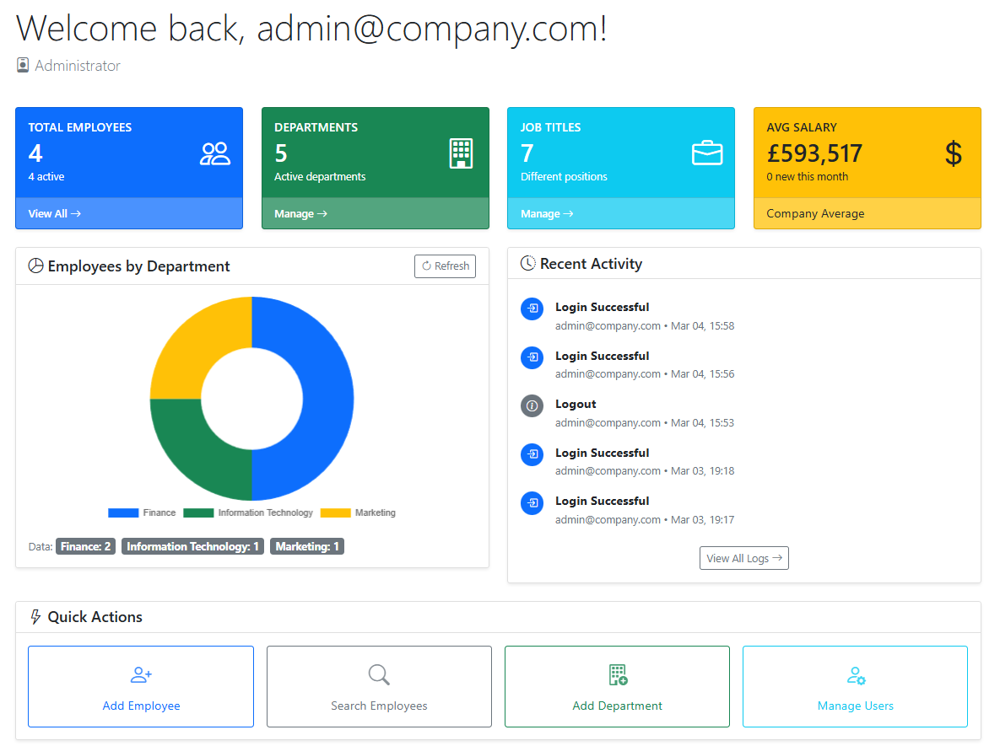 Welcome back, admin@company.com!
Administrator
TOTAL EMPLOYEES
4
4 active
View All →
DEPARTMENTS
5
Active departments
Manage →
JOB TITLES
7
Different positions
Manage →
AVG SALARY
£593,517
0 new this month
$
Company Average
Employees by Department
Refresh
Finance
Information Technology
Marketing
Data: Finance: 2 Information Technology: 1 Marketing: 1
Recent Activity
Login Successful
admin@company.com • Mar 04, 15:58
Login Successful
admin@company.com • Mar 04, 15:56
Logout
admin@company.com • Mar 04, 15:53
Login Successful
admin@company.com • Mar 03, 19:18
Login Successful
admin@company.com • Mar 03, 19:17
View All Logs →
Quick Actions
Add Employee
Search Employees
Add Department
Manage Users